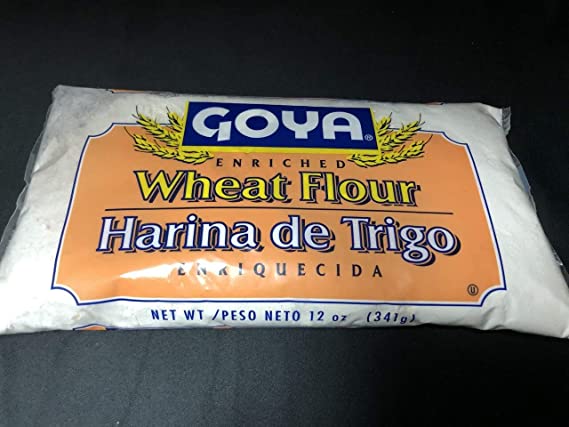 GOYA®
ENRICHED
Wheat Flour
Harina de Trigo
ENRIQUECIDA
U
NET WT /PESO NETO 12 oz (341g)